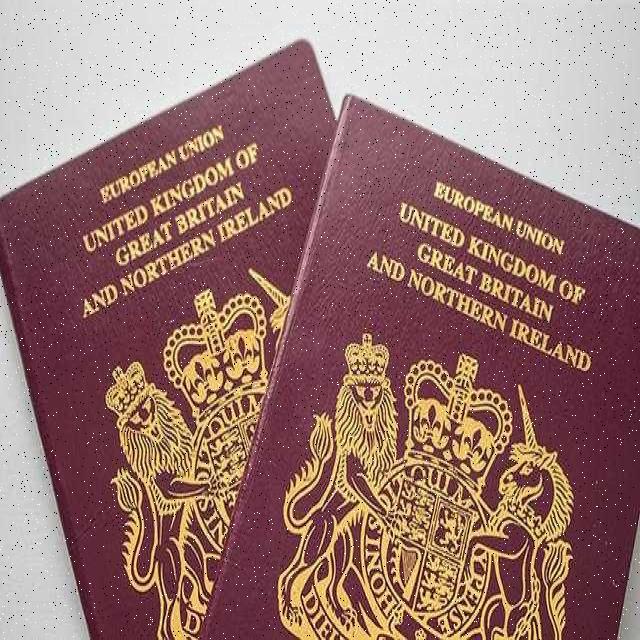 EUROPEAN UNION
UNITED KINGDOM OF
GREAT BRITAIN
AND NORTHERN IRELAND
EUROPEAN UNION
UNITED KINGDOM OF
GREAT BRITAIN
AND NORTHERN IRELAND